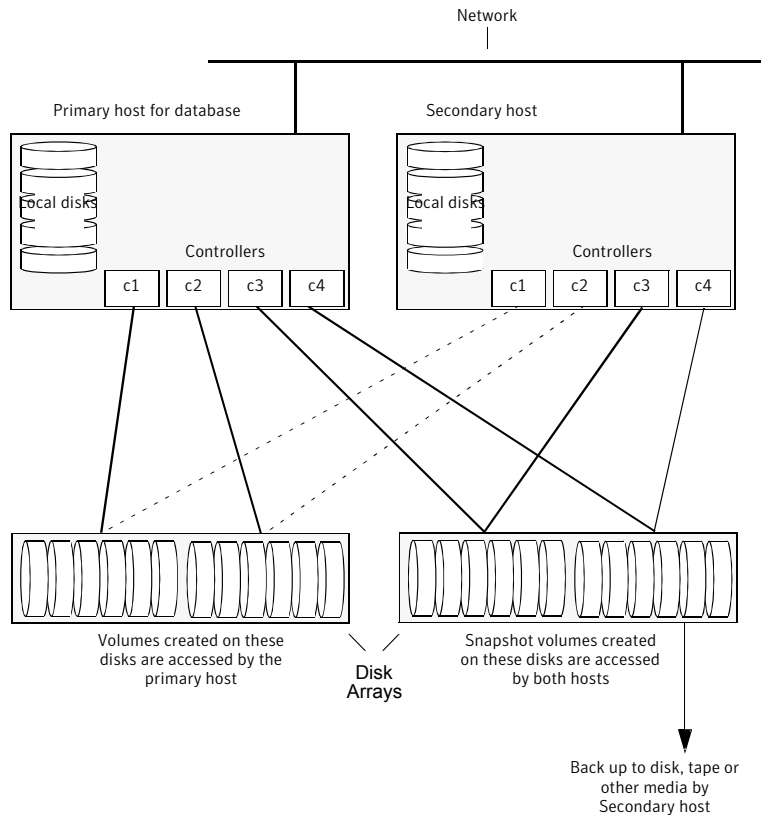 Network
Primary host for database
Secondary host
Local disks
Local disks
Controllers
Controllers
c1
c2
c3
c4
c1
c2
c3
c4
Volumes created on these
disks are accessed by the
primary host
Disk
Arrays
Snapshot volumes created
on these disks are accessed
by both hosts
Back up to disk, tape or
other media by
Secondary host